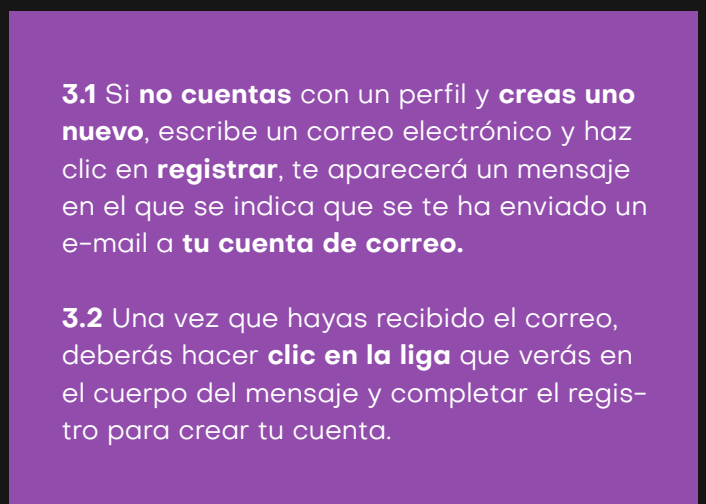 3.1 Si no cuentas con un perfil y creas uno
nuevo, escribe un correo electrónico y haz
clic en registrar, te aparecerá un mensaje
en el que se indica que se te ha enviado un
e-mail a tu cuenta de correo.
3.2 Una vez que hayas recibido el correo,
deberás hacer clic en la liga que verás en
el cuerpo del mensaje y completar el regis-
tro para crear tu cuenta.